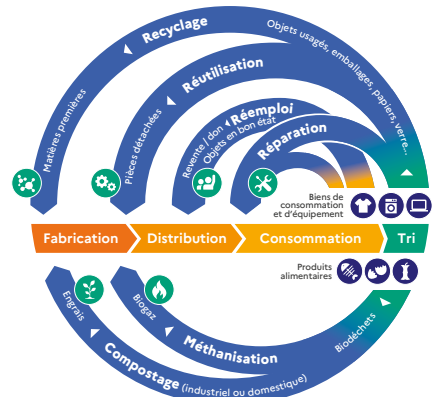 Recyclage
Objets usagés, emballages, papiers, verre...
Matières premières
Réutilisation
Pièces détachées
Réemploi
Revente / don
Objets en bon état
Réparation
Biens de
consommation
et d'équipement
Fabrication
Distribution
Consommation
Tri
Produits
alimentaires
Engrais
Biogaz
Biodéchets
Méthanisation
Compostage (industriel ou domestique)